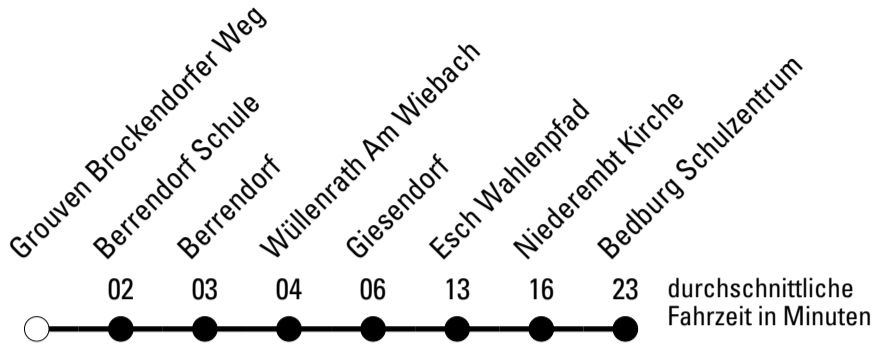 Grouven Brockendorfer Weg
Berrendorf Schule
Berrendorf
Wüllenrath Am Wiebach
Giesendorf
Esch Wahlenpfad
Niederembt Kirche
Bedburg Schulzentrum
02 03 04 06 13 16 23
durchschnittliche
Fahrzeit in Minuten